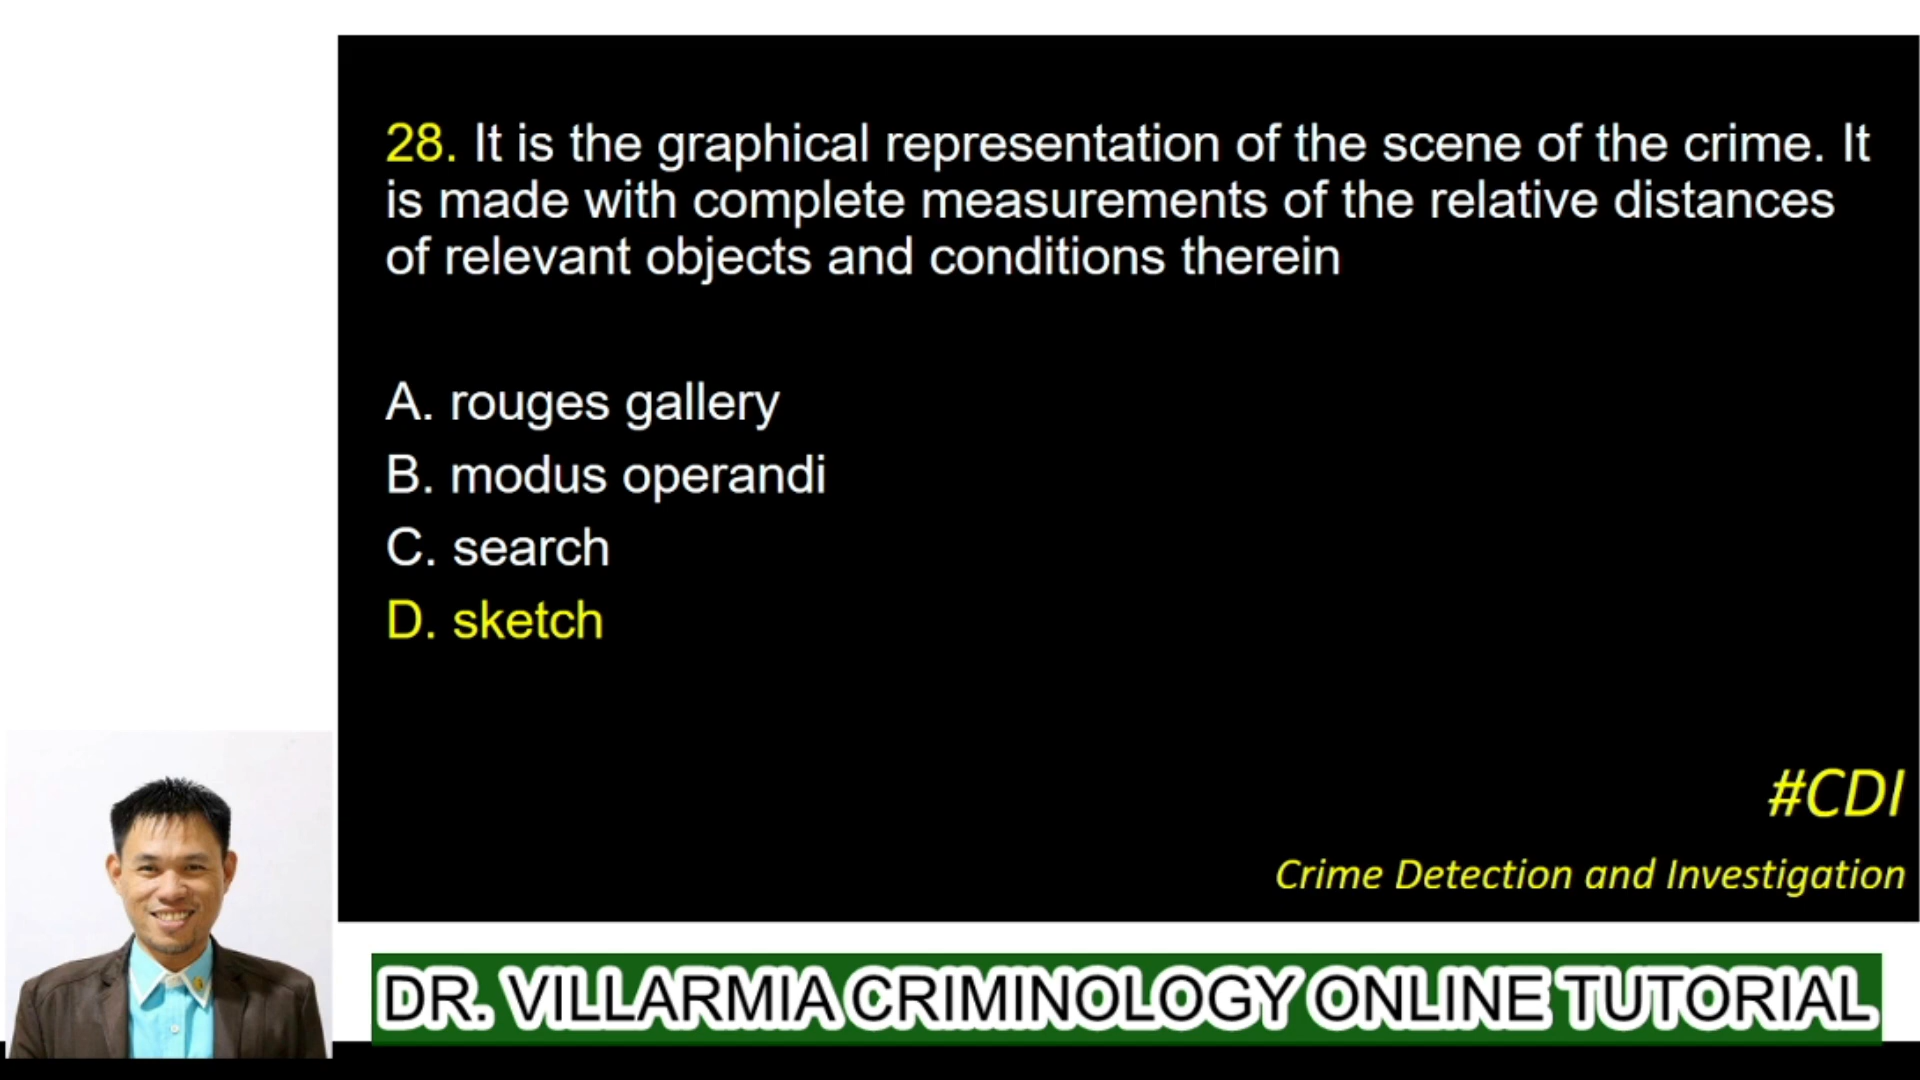 28. It is the graphical representation of the scene of the crime. It
is made with complete measurements of the relative distances
of relevant objects and conditions therein
A. rouges gallery
B. modus operandi
C. search
D. sketch
#CDI
Crime Detection and Investigation
DR. VILLARMIA CRIMINOLOGY ONLINE TUTORIAL